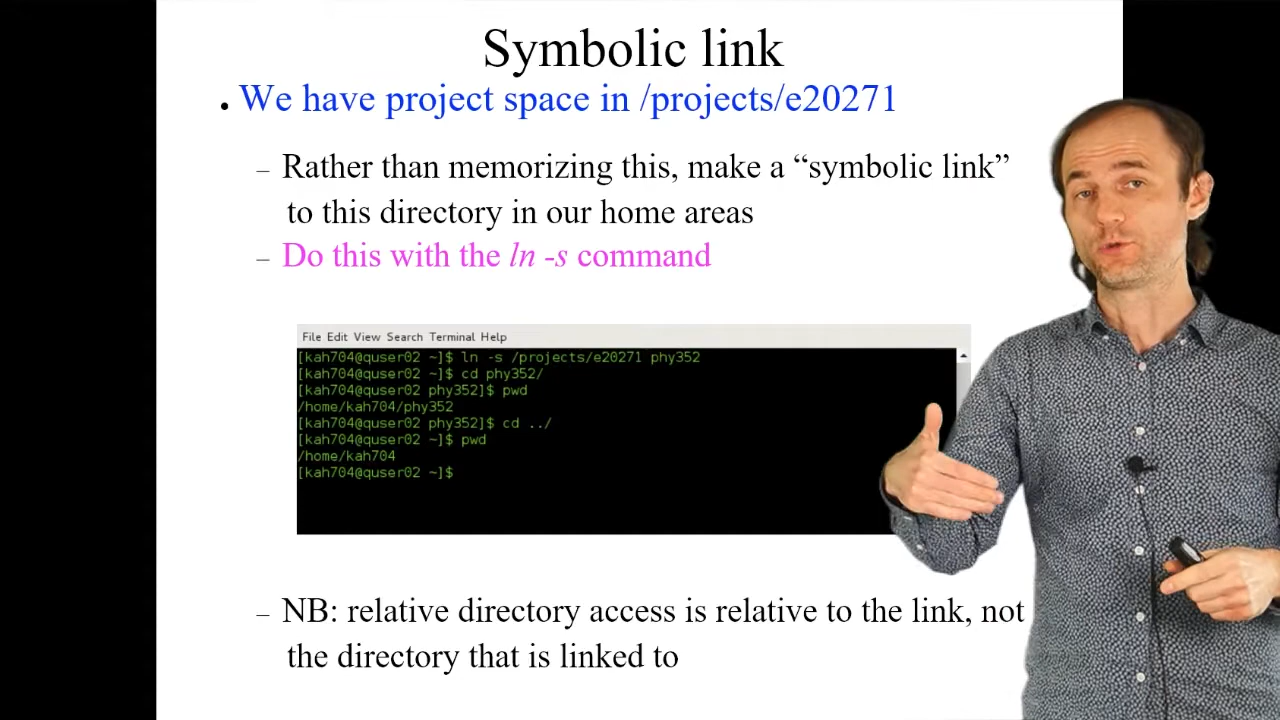 Symbolic link
• We have project space in /projects/e20271
– Rather than memorizing this, make a “symbolic link”
to this directory in our home areas
– Do this with the ln -s command
File Edit View Search Terminal Help
[kah704@quser02 ~]$ ln -s /projects/e20271 phy352
[kah704@quser02 ~]$ cd phy352/
[kah704@quser02 phy352]$ pwd
/home/kah704/phy352
[kah704@quser02 phy352]$ cd ../
[kah704@quser02 ~]$ pwd
/home/kah704
[kah704@quser02 ~]$
– NB: relative directory access is relative to the link, not
the directory that is linked to